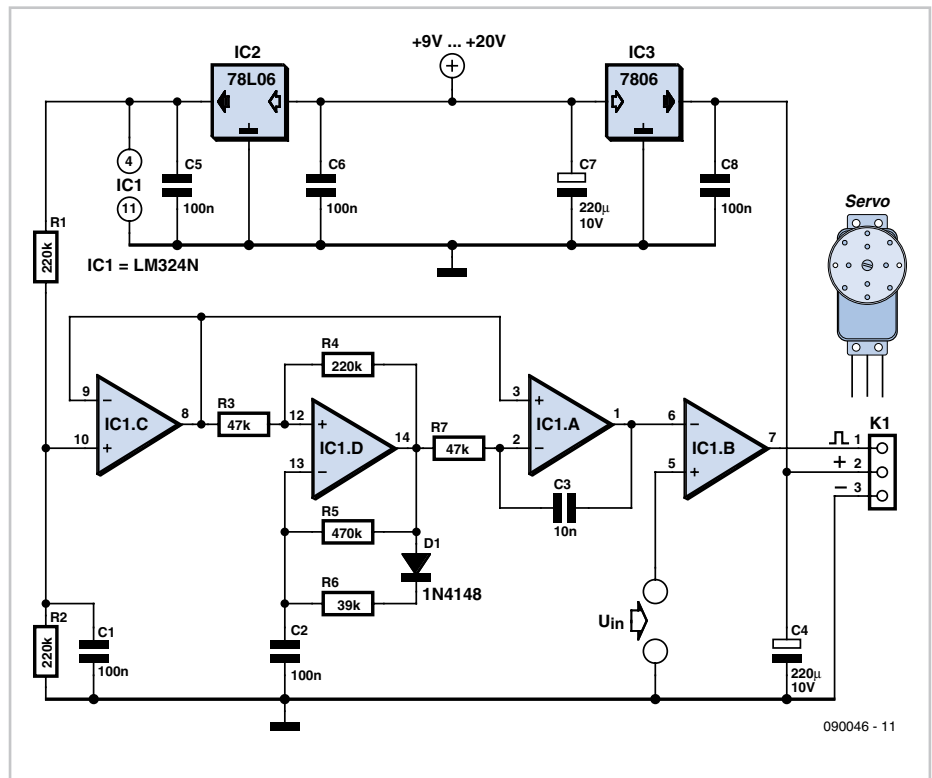 +9V ... +20V
IC2
78L06
IC3
7806
4
IC1
11
C5
100n
C6
100n
C7
220µ
10V
C8
100n
Servo
R1
220k
IC1 = LM324N
R4
220k
9
–
10
+
IC1.C
8
R3
47k
12
+
13
–
IC1.D
14
R7
47k
3
+
2
–
IC1.A
1
6
–
5
+
IC1.B
7
K1
1
+ 2
– 3
C3
10n
R5
470k
D1
1N4148
R6
39k
R2
220k
C1
100n
C2
100n
Uin
C4
220µ
10V
090046 - 11